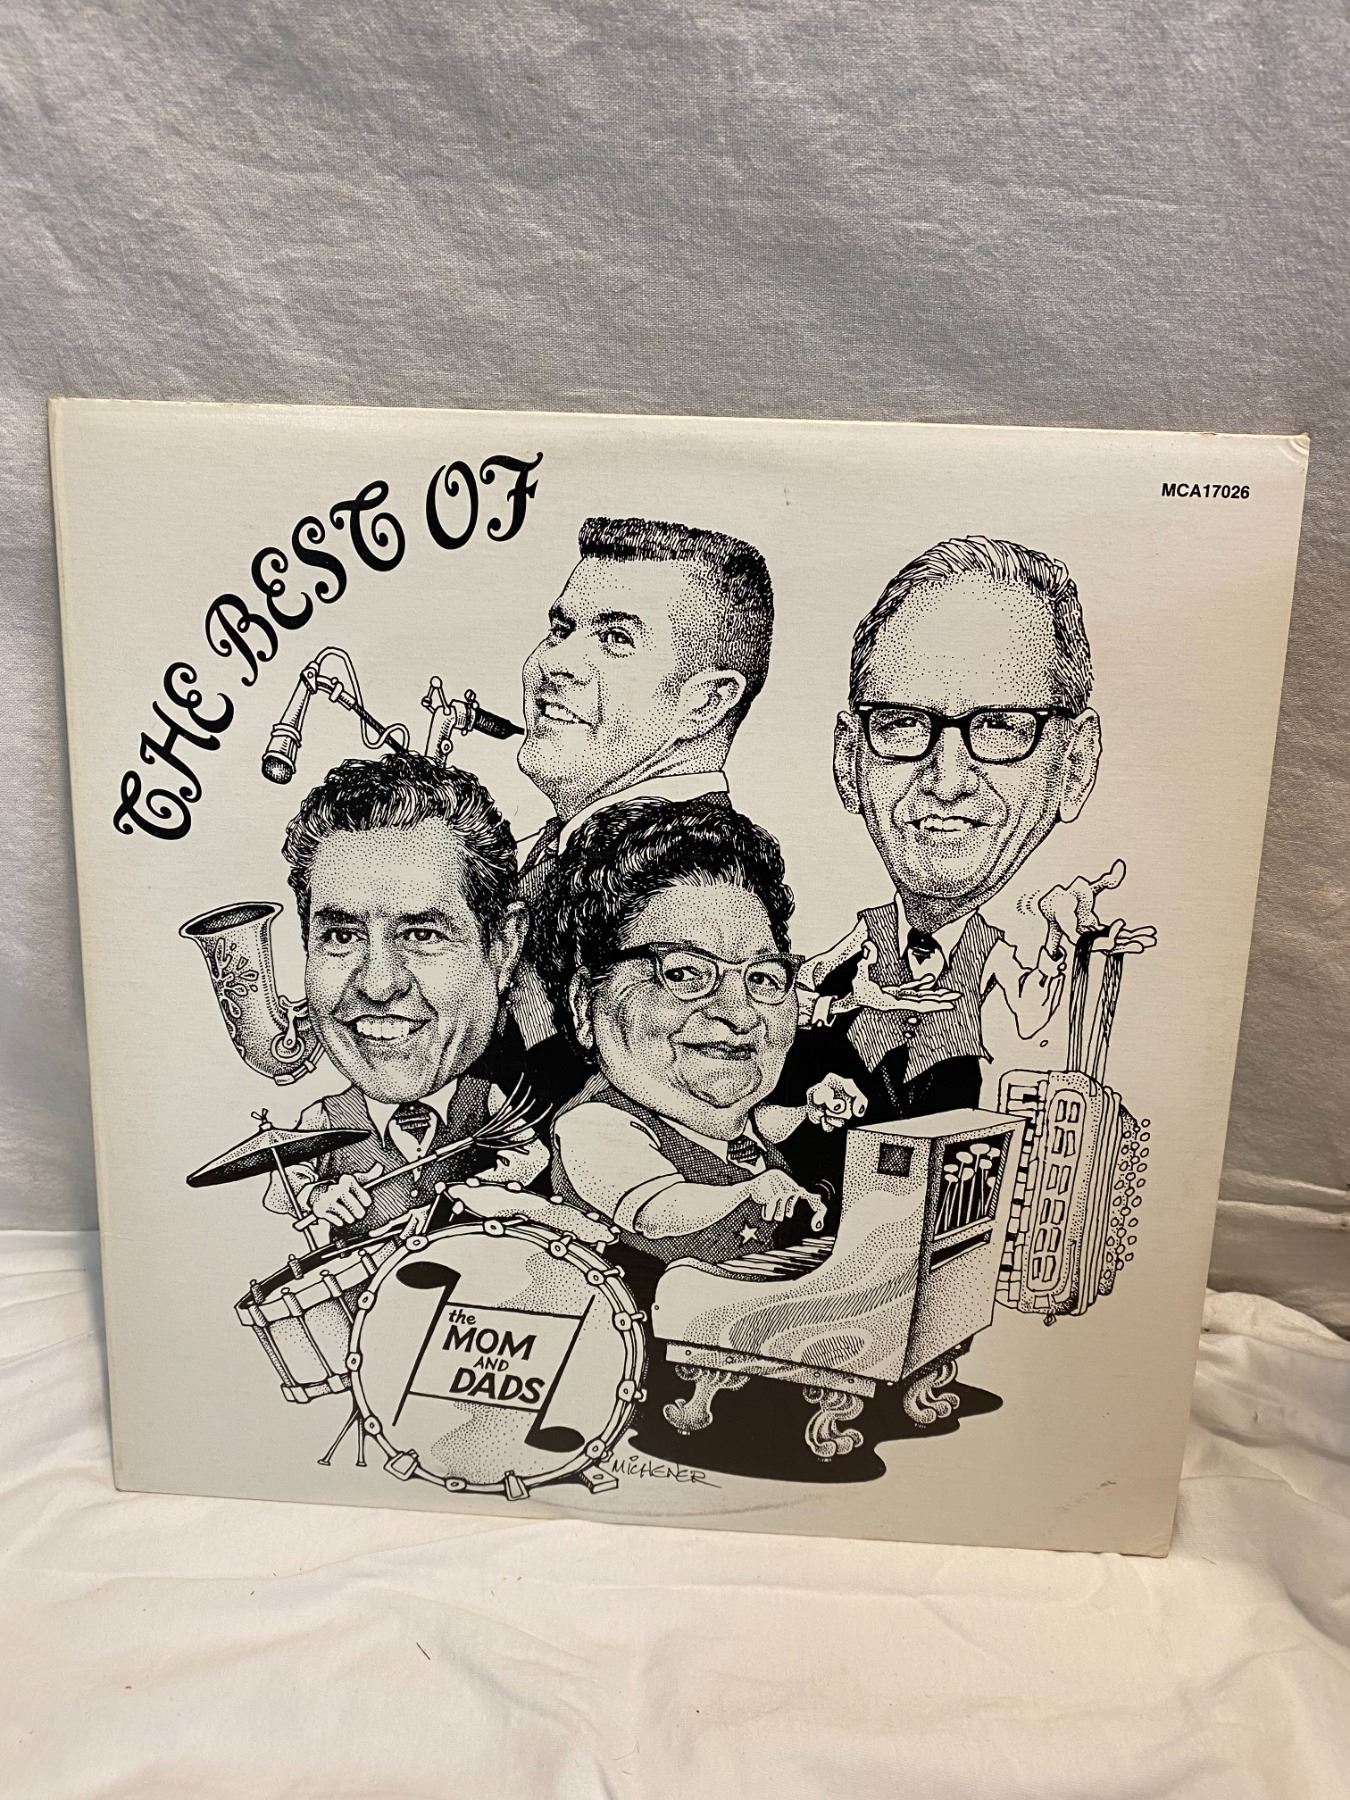 THE BEST OF
MCA17026
the
MOM
AND
DADS
MICHENER